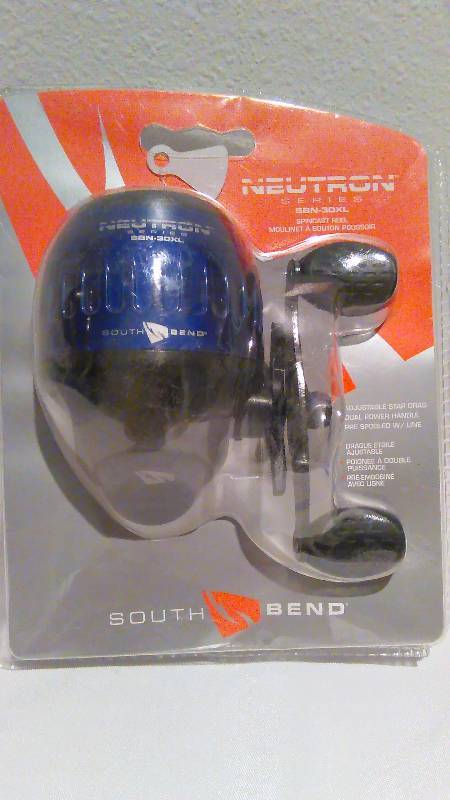 NEUTRON
SERIES
SBN-30XL
SPINCAST REEL
MOULINET À BOUTON POUSSOIR
NEUTRON
SERIES
SBN-30XL
SOUTH BEND
ADJUSTABLE STAR DRAG
DUAL POWER HANDLE
PRE SPOOLED W/ LINE
DRAGUE ÉTOILE
AJUSTABLE
POIGNÉE À DOUBLE
PUISSANCE
PRÉ-EMBOBINÉ
AVEC LIGNE
SOUTH BEND